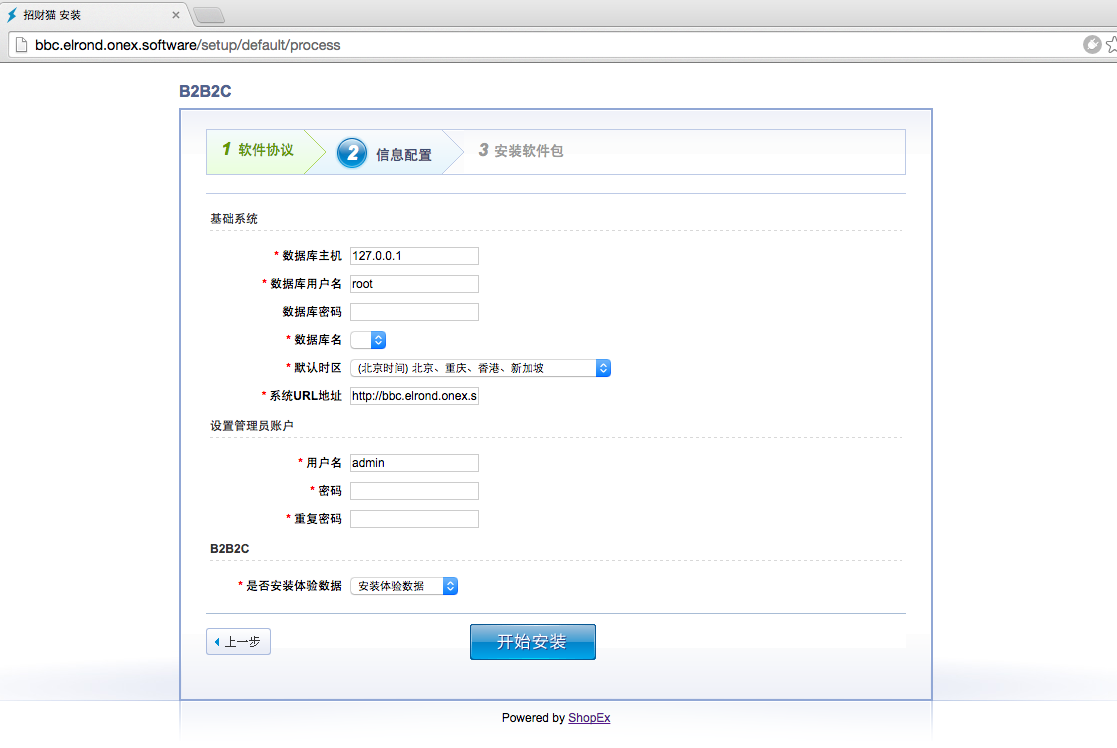 招财猫 安装
bbc.elrond.onex.software/setup/default/process
B2B2C
1 软件协议 2 信息配置 3 安装软件包
基础系统
* 数据库主机 127.0.0.1
* 数据库用户名 root
数据库密码
* 数据库名
* 默认时区 (北京时间) 北京、重庆、香港、新加坡
* 系统URL地址 http://bbc.elrond.onex.s
设置管理员账户
* 用户名 admin
* 密码
* 重复密码
B2B2C
* 是否安装体验数据 安装体验数据
上一步 开始安装
Powered by ShopEx